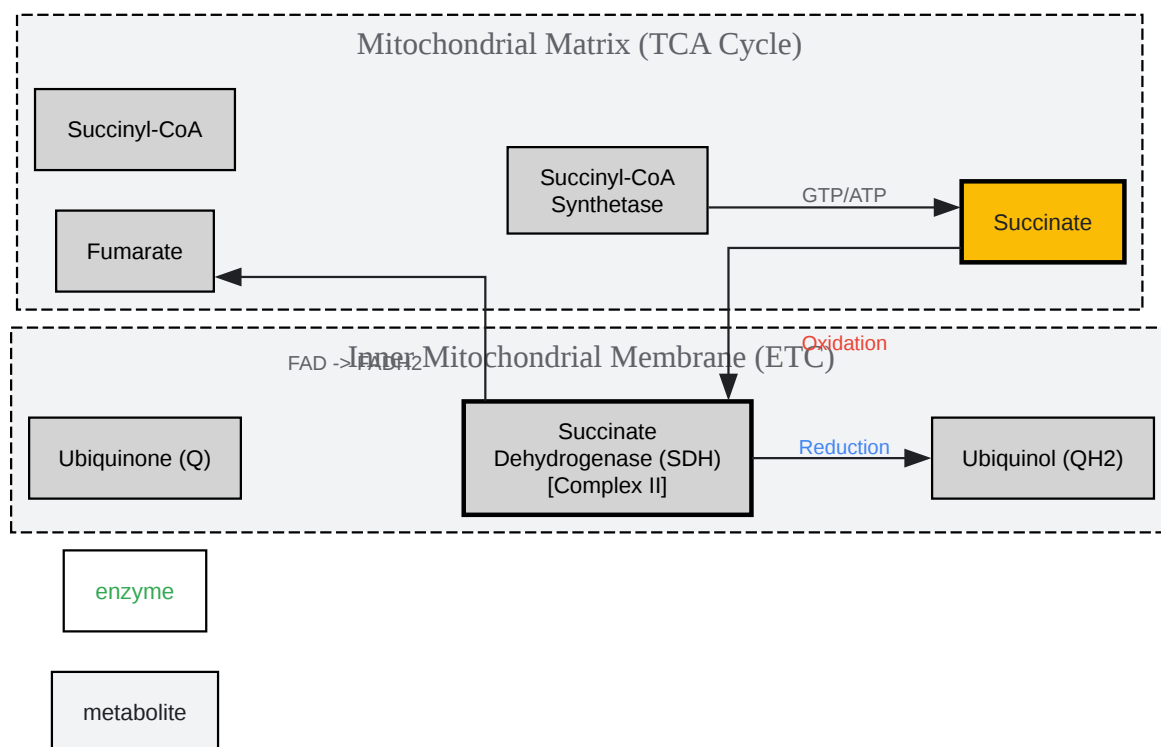 Mitochondrial Matrix (TCA Cycle)
Succinyl-CoA
Succinyl-CoA
Synthetase
GTP/ATP
Succinate
Fumarate
Oxidation
Inner Mitochondrial Membrane (ETC)
FAD -> FADH2
Ubiquinone (Q)
Succinate
Dehydrogenase (SDH)
[Complex II]
Reduction
Ubiquinol (QH2)
enzyme
metabolite